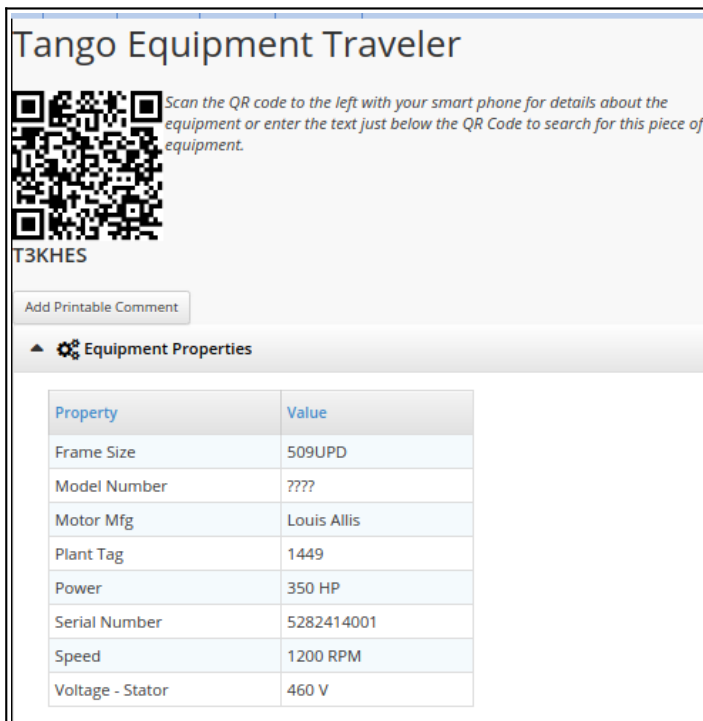 Tango Equipment Traveler
Scan the QR code to the left with your smart phone for details about the
equipment or enter the text just below the QR Code to search for this piece of
equipment.
T3KHES
Add Printable Comment
Equipment Properties
Property Value
Frame Size 509UPD
Model Number ????
Motor Mfg Louis Allis
Plant Tag 1449
Power 350 HP
Serial Number 5282414001
Speed 1200 RPM
Voltage - Stator 460 V